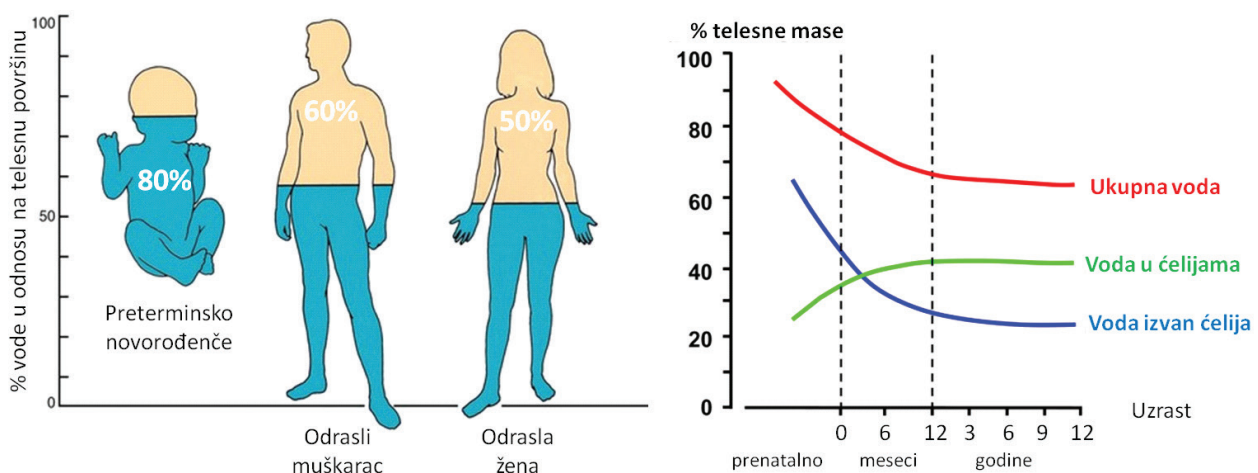 % vode u odnosu na telesnu površinu
100
50
0
80%
60%
50%
Preterminsko
novorođenče
Odrasli
muškarac
Odrasla
žena
% telesne mase
100
80
60
40
20
0
Ukupna voda
Voda u ćelijama
Voda izvan ćelija
Uzrast
0 6 12 3 6 9 12
prenatalno meseci godine